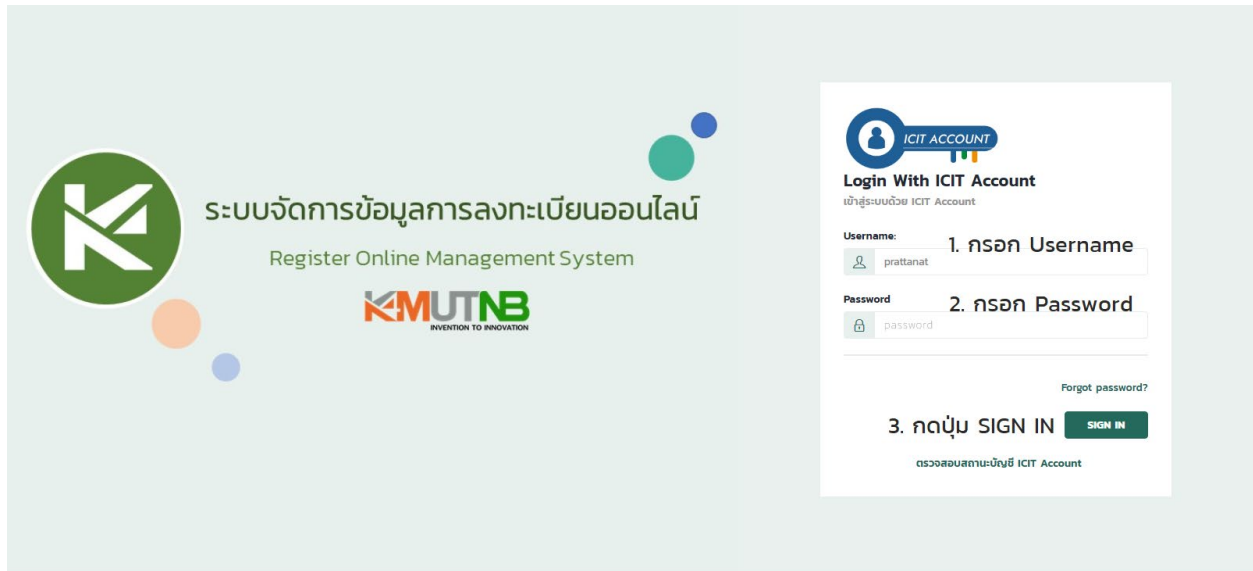 ระบบจัดการข้อมูลการลงทะเบียนออนไลน์
Register Online Management System
KMUTNB
INVENTION TO INNOVATION
ICIT ACCOUNT
Login With ICIT Account
เข้าสู่ระบบด้วย ICIT Account
Username:
1. กรอก Username
prattanat
Password
2. กรอก Password
password
Forgot password?
3. กดปุ่ม SIGN IN
SIGN IN
ตรวจสอบสถานะบัญชี ICIT Account